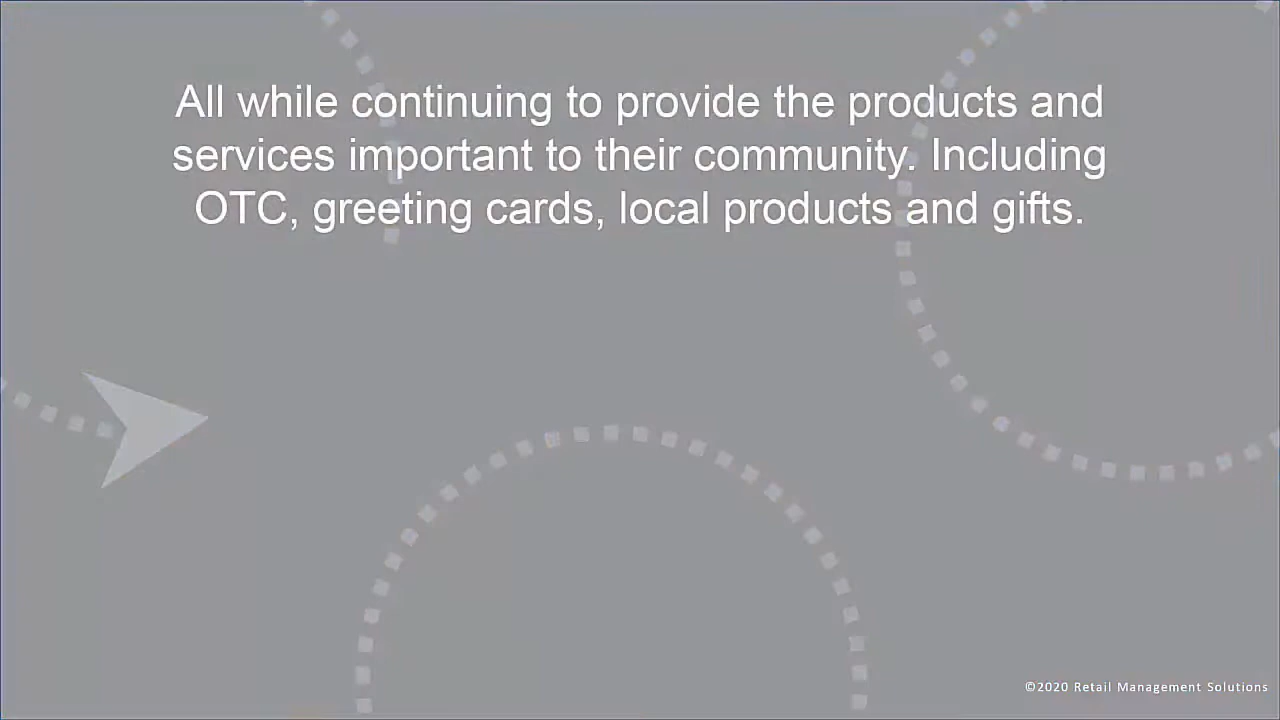 All while continuing to provide the products and
services important to their community. Including
OTC, greeting cards, local products and gifts.
©2020 Retail Management Solutions